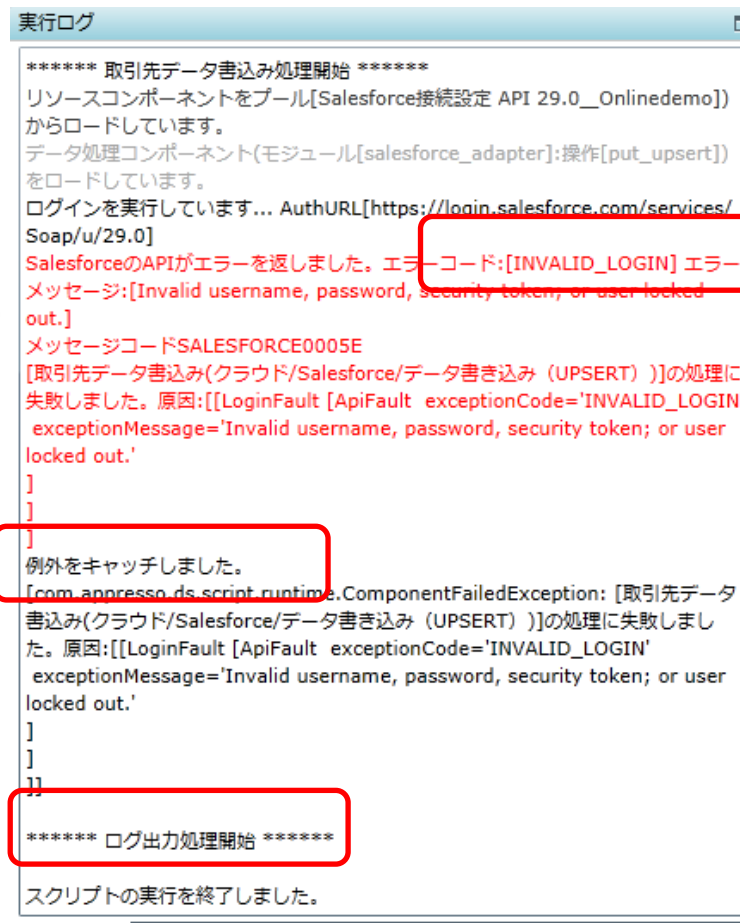 実行ログ
****** 取引先データ書込み処理開始 ******
リソースコンポーネントをプール[Salesforce接続設定 API 29.0__Onlinedemo])
からロードしています。
データ処理コンポーネント(モジュール[salesforce_adapter]:操作[put_upsert])
をロードしています。
ログインを実行しています... AuthURL[https://login.salesforce.com/services/
Soap/u/29.0]
SalesforceのAPIがエラーを返しました。エラーコード:[INVALID_LOGIN] エラー
メッセージ:[Invalid username, password, security token; or user locked
out.]
メッセージコードSALESFORCE0005E
[取引先データ書込み(クラウド/Salesforce/データ書き込み（UPSERT）)]の処理に
失敗しました。原因:[[LoginFault [ApiFault  exceptionCode='INVALID_LOGIN
exceptionMessage='Invalid username, password, security token; or user
locked out.'
]
]
]
例外をキャッチしました。
[com.appresso.ds.script.runtime.ComponentFailedException: [取引先データ
書込み(クラウド/Salesforce/データ書き込み（UPSERT）)]の処理に失敗しまし
た。原因:[[LoginFault [ApiFault  exceptionCode='INVALID_LOGIN'
exceptionMessage='Invalid username, password, security token; or user
locked out.'
]
]
]]
****** ログ出力処理開始 ******
スクリプトの実行を終了しました。